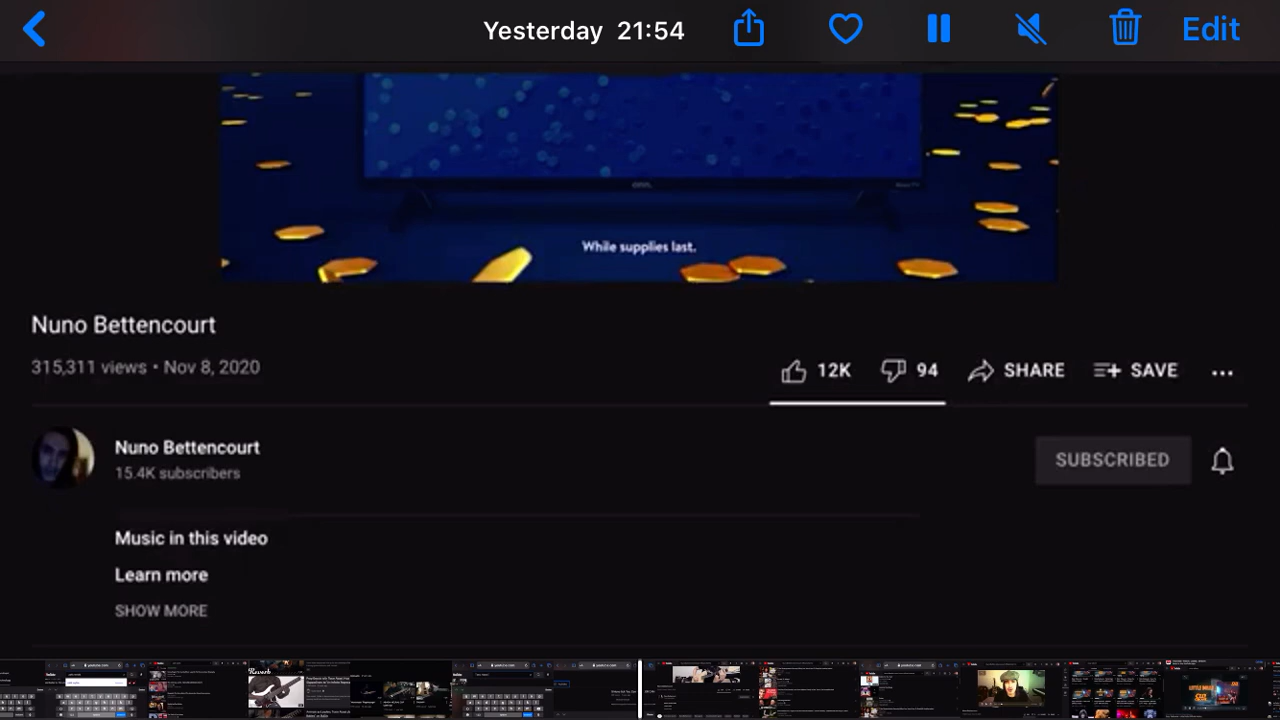 Yesterday 21:54
Edit
onn.
While supplies last.
Nuno Bettencourt
315,311 views • Nov 8, 2020
12K
94
SHARE
SAVE
Nuno Bettencourt
15.4K subscribers
SUBSCRIBED
Music in this video
Learn more
SHOW MORE